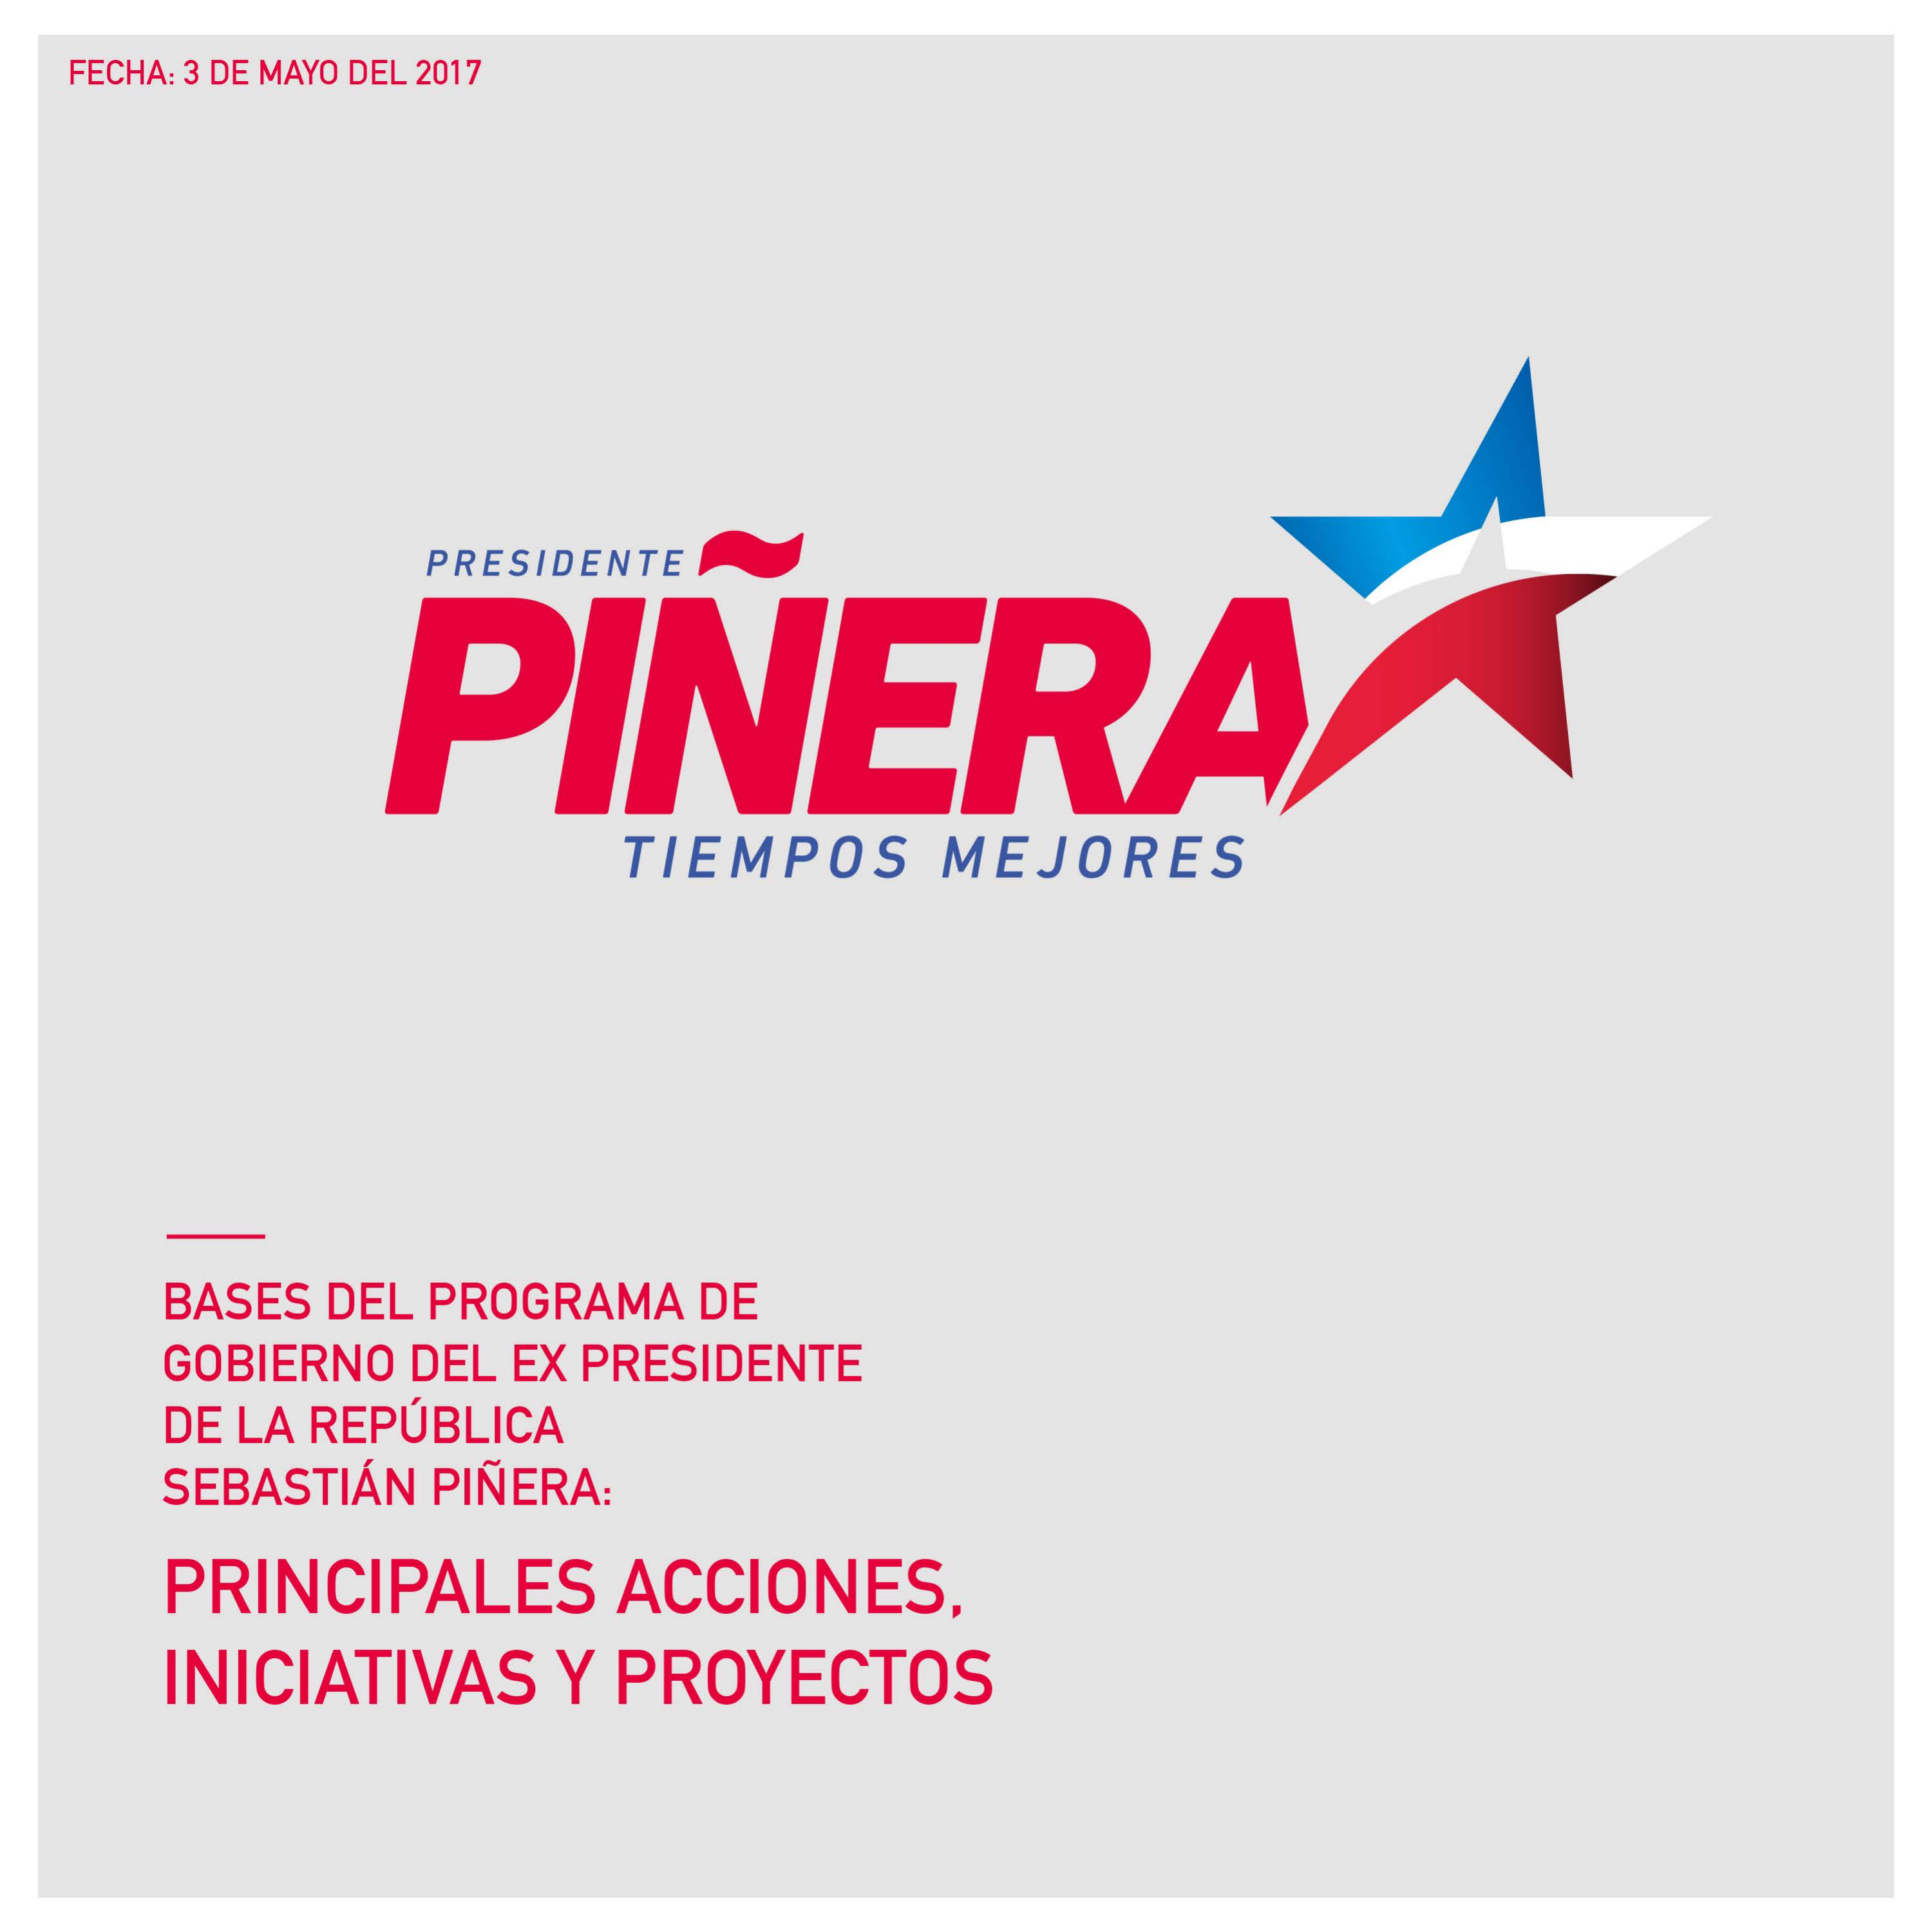 FECHA: 3 DE MAYO DEL 2017
PRESIDENTE
PIÑERA
TIEMPOS MEJORES
BASES DEL PROGRAMA DE
GOBIERNO DEL EX PRESIDENTE
DE LA REPÚBLICA
SEBASTIÁN PIÑERA:
PRINCIPALES ACCIONES,
INICIATIVAS Y PROYECTOS